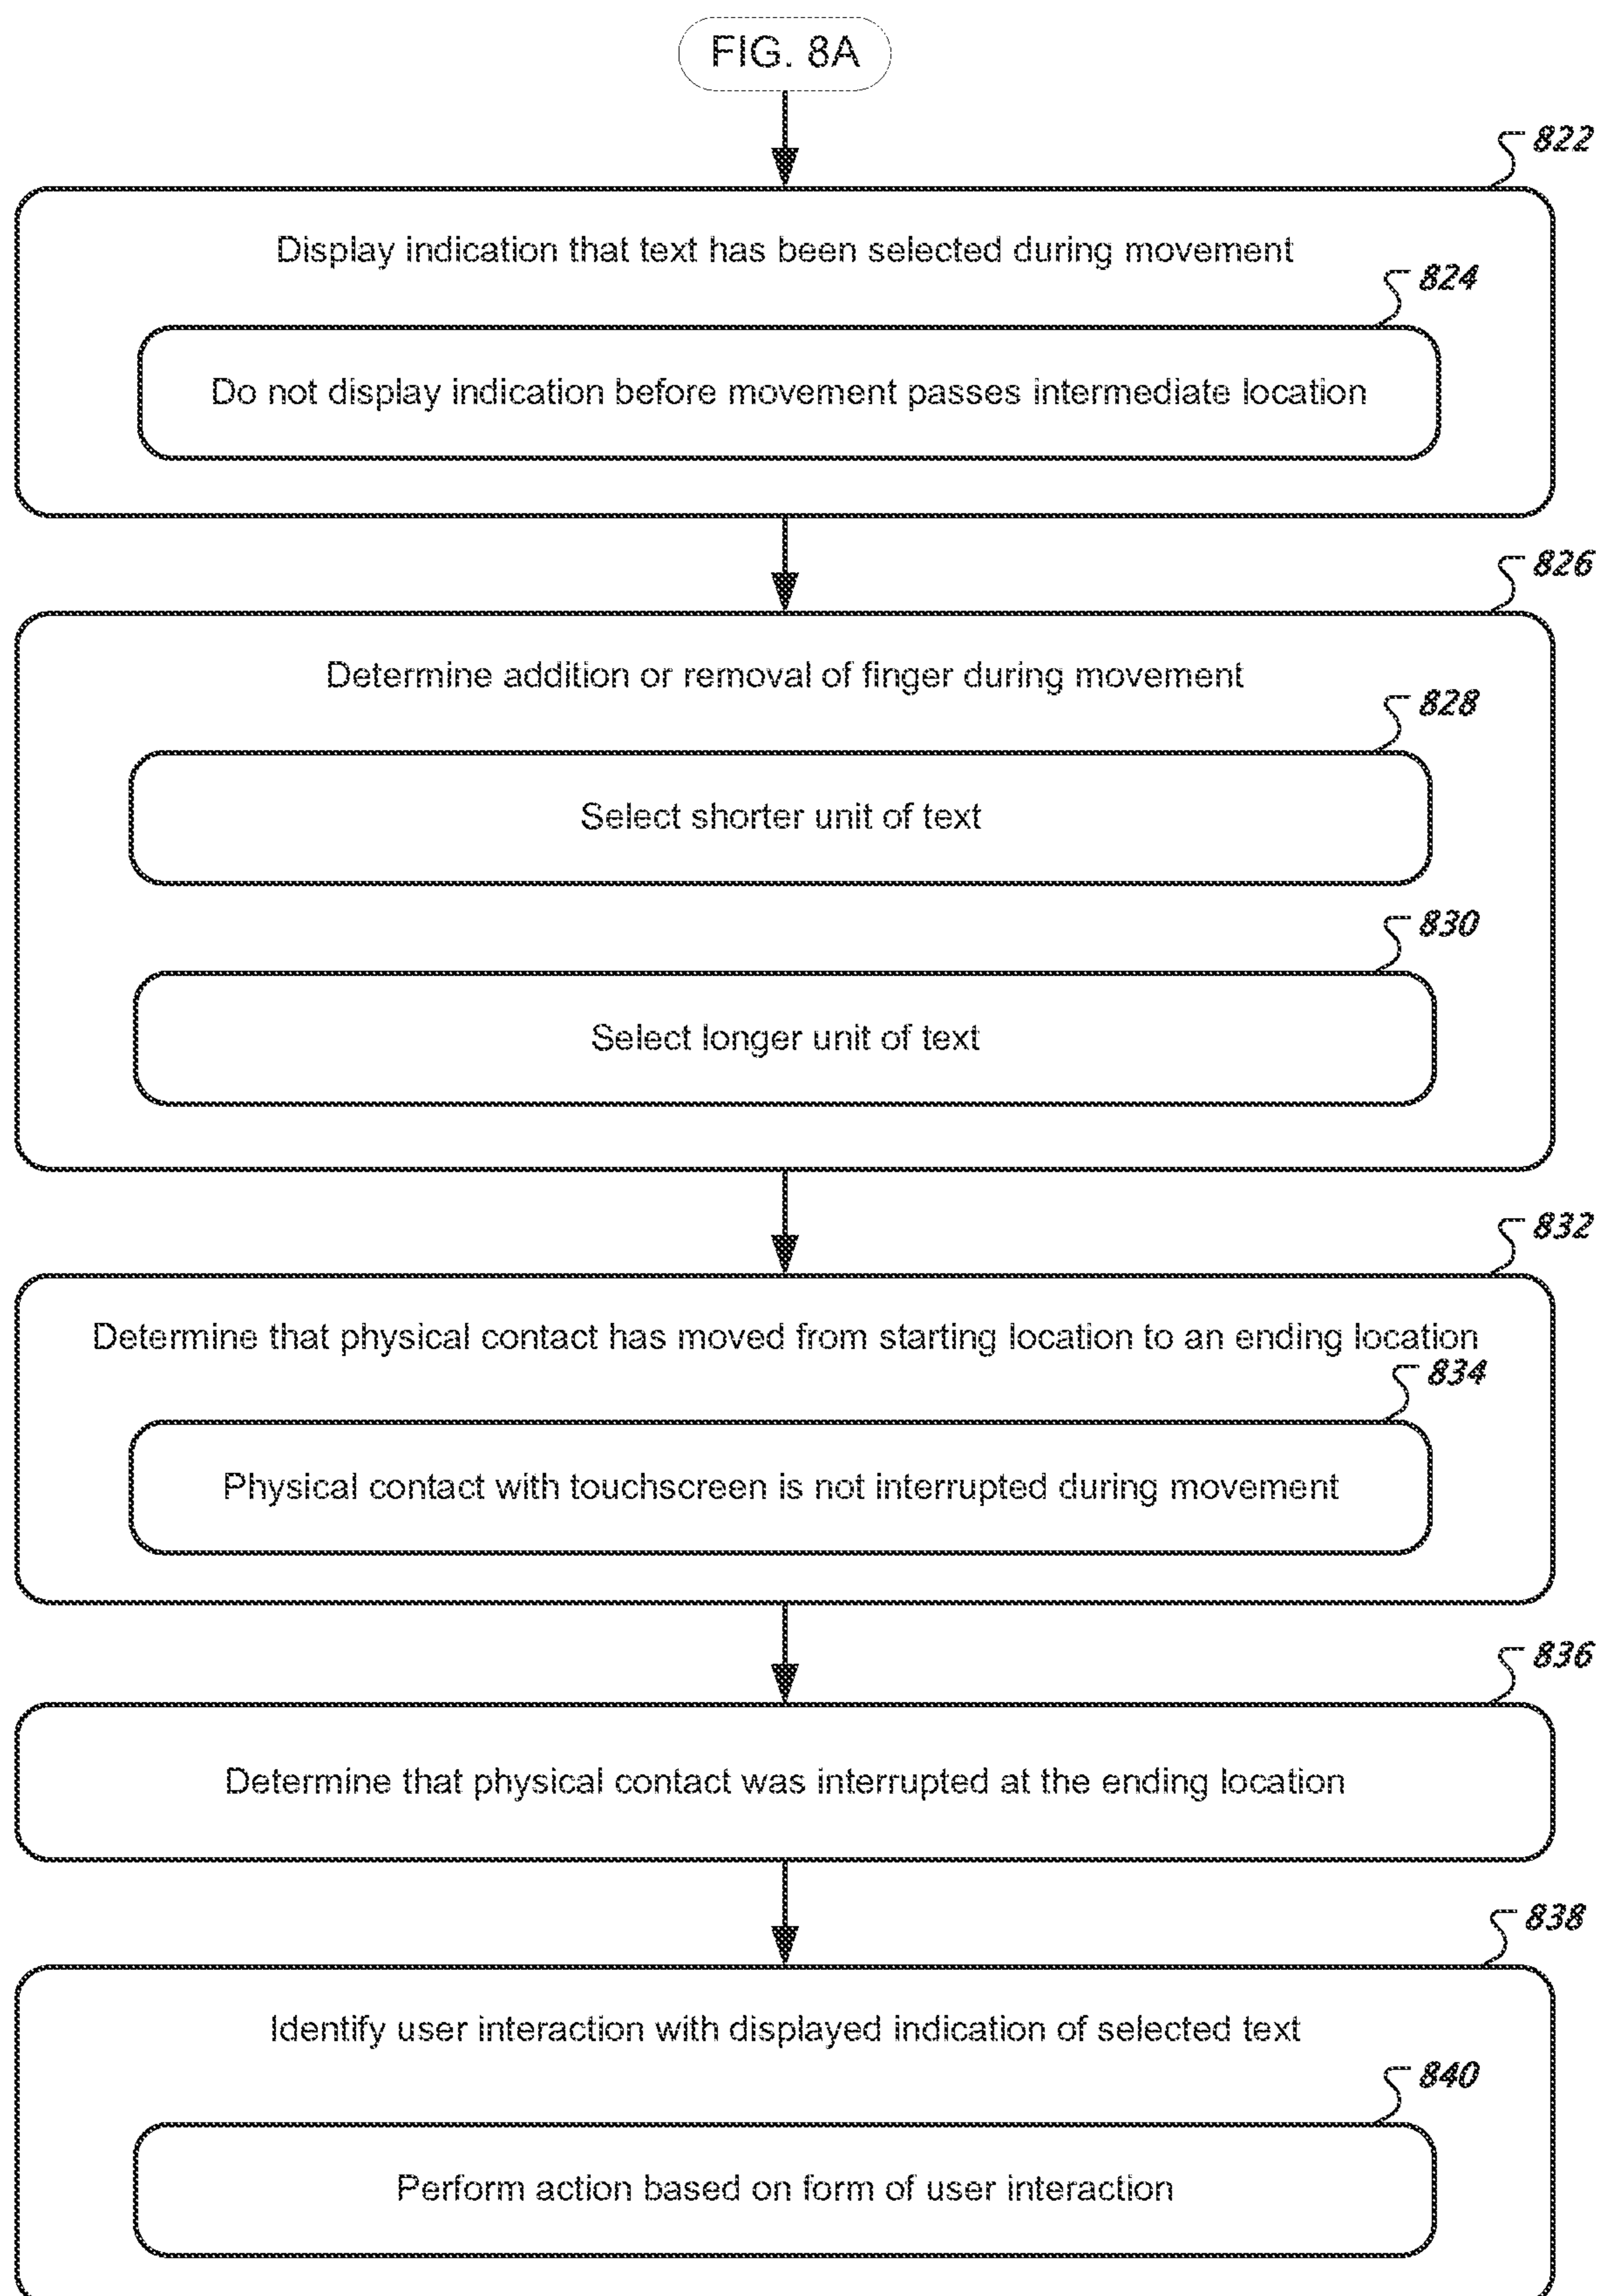 FIG. 8A
822
Display indication that text has been selected during movement
824
Do not display indication before movement passes intermediate location
826
Determine addition or removal of finger during movement
828
Select shorter unit of text
830
Select longer unit of text
832
Determine that physical contact has moved from starting location to an ending location
834
Physical contact with touchscreen is not interrupted during movement
836
Determine that physical contact was interrupted at the ending location
838
Identify user interaction with displayed indication of selected text
840
Perform action based on form of user interaction